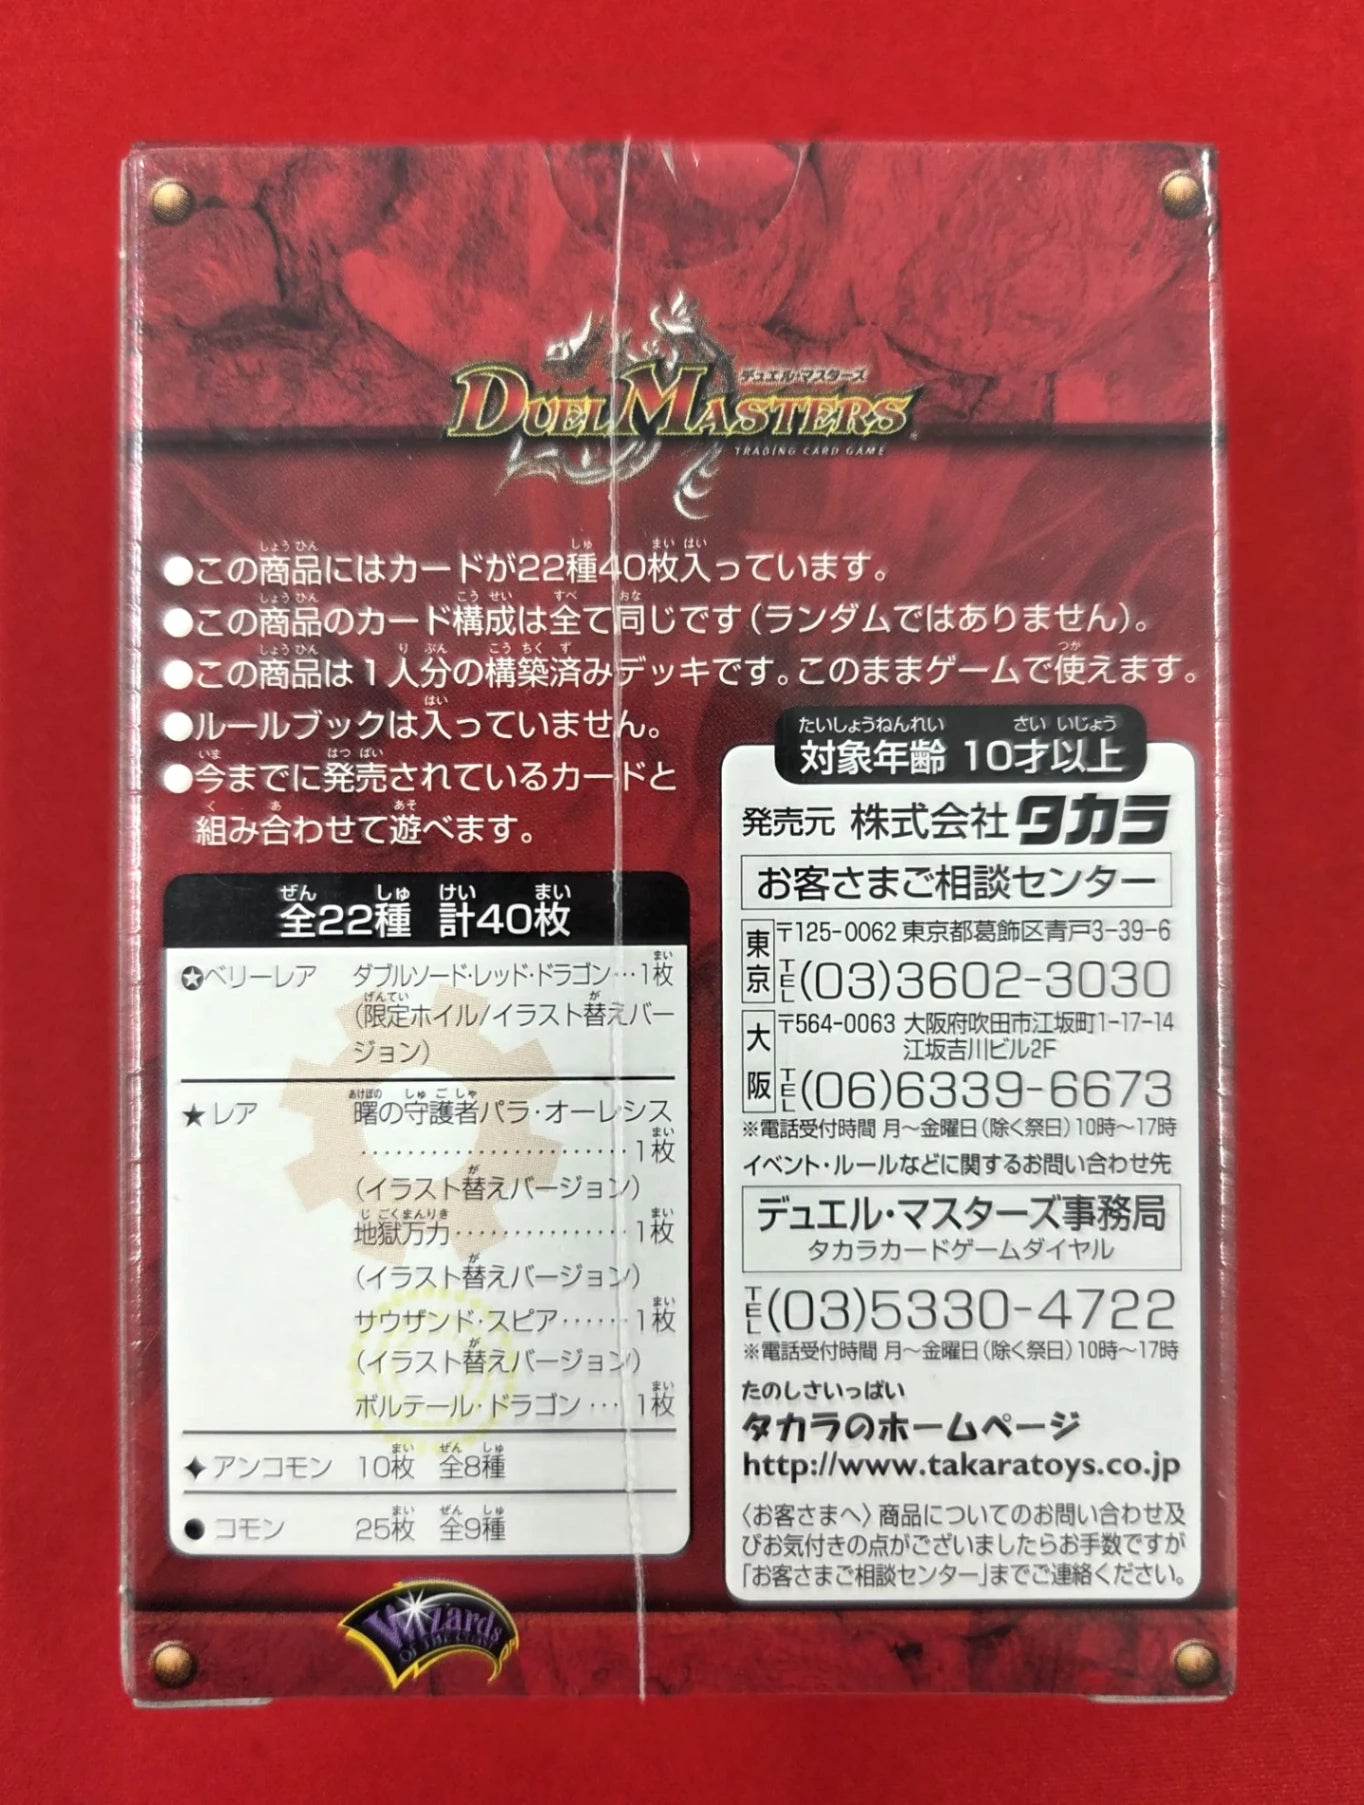 デュエル・マスターズ
DUEL MASTERS
TRADING CARD GAME
●この商品にはカードが22種40枚入っています。
●この商品のカード構成は全て同じです（ランダムではありません）。
●この商品は1人分の構築済みデッキです。このままゲームで使えます。
●ルールブックは入っていません。
●今までに発売されているカードと
組み合わせて遊べます。
全22種 計40枚
ベリーレア ダブルソード・レッド・ドラゴン…1枚
（限定ホイル/イラスト替えバー
ジョン）
★レア 曙の守護者パラ・オーレシス
……………………1枚
（イラスト替えバージョン）
地獄万力……………1枚
（イラスト替えバージョン）
サウザンド・スピア……1枚
（イラスト替えバージョン）
ボルテール・ドラゴン…1枚
アンコモン 10枚 全8種
●コモン 25枚 全9種
Wizards
OF THE COAST
対象年齢 10才以上
発売元 株式会社タカラ
お客さまご相談センター
東京 〒125-0062 東京都葛飾区青戸3-39-6
TEL(03)3602-3030
大阪 〒564-0063 大阪府吹田市江坂町1-17-14
江坂吉川ビル2F
TEL(06)6339-6673
※電話受付時間 月～金曜日（除く祭日）10時～17時
イベント・ルールなどに関するお問い合わせ先
デュエル・マスターズ事務局
タカラカードゲームダイヤル
TEL(03)5330-4722
※電話受付時間 月～金曜日（除く祭日）10時～17時
たのしさいっぱい
タカラのホームページ
http://www.takaratoys.co.jp
〈お客さまへ〉商品についてのお問い合わせ及
びお気付きの点がございましたらお手数ですが
「お客さまご相談センター」までご連絡ください。